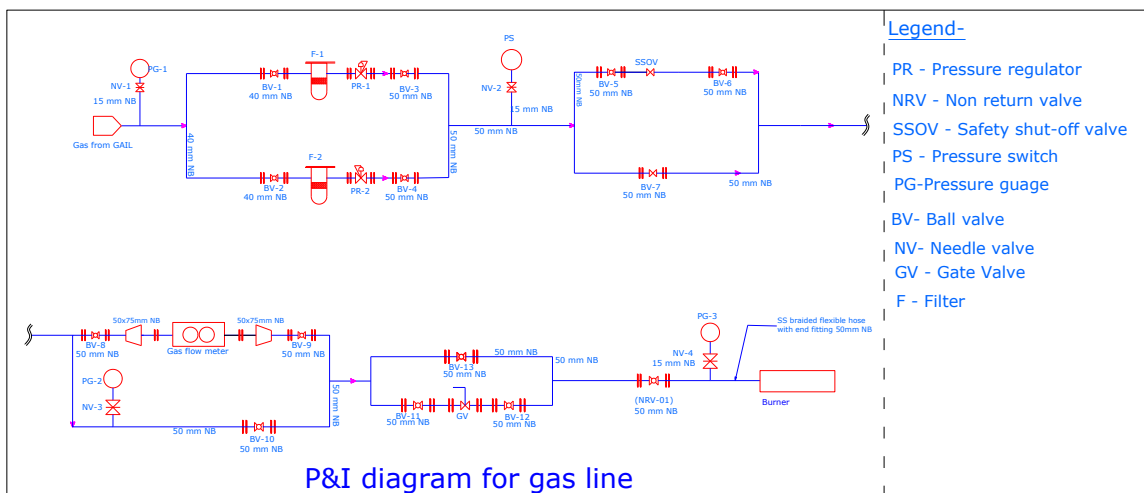 Legend-
PR - Pressure regulator
NRV - Non return valve
SSOV - Safety shut-off valve
PS - Pressure switch
PG-Pressure guage
BV- Ball valve
NV- Needle valve
GV - Gate Valve
F - Filter
PG-1
NV-1
15 mm NB
Gas from GAIL
40 mm NB
F-1
BV-1
40 mm NB
PR-1
BV-3
50 mm NB
F-2
BV-2
40 mm NB
PR-2
BV-4
50 mm NB
50 mm NB
PS
NV-2
15 mm NB
50 mm NB
50mm NB
SSOV
BV-5
50 mm NB
BV-6
50 mm NB
BV-7
50 mm NB
50 mm NB
50x75mm NB
50x75mm NB
BV-8
50 mm NB
Gas flow meter
BV-9
50 mm NB
PG-2
NV-3
50 mm NB
BV-10
50 mm NB
50 mm NB
50 mm NB
BV-13
50 mm NB
50 mm NB
BV-11
50 mm NB
GV
BV-12
50 mm NB
(NRV-01)
50 mm NB
PG-3
NV-4
15 mm NB
SS braided flexible hose
with end fitting 50mm NB
Burner
P&I diagram for gas line